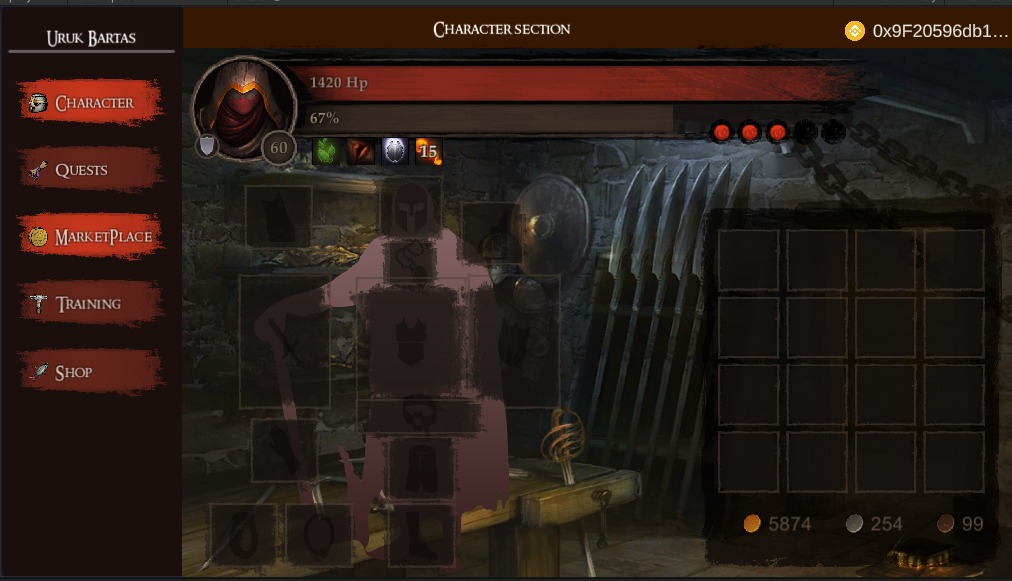 Uruk Bartas
Character section
0x9F20596db1...
Character
Quests
MarketPlace
Training
Shop
1420 Hp
67%
60
15
5874
254
99